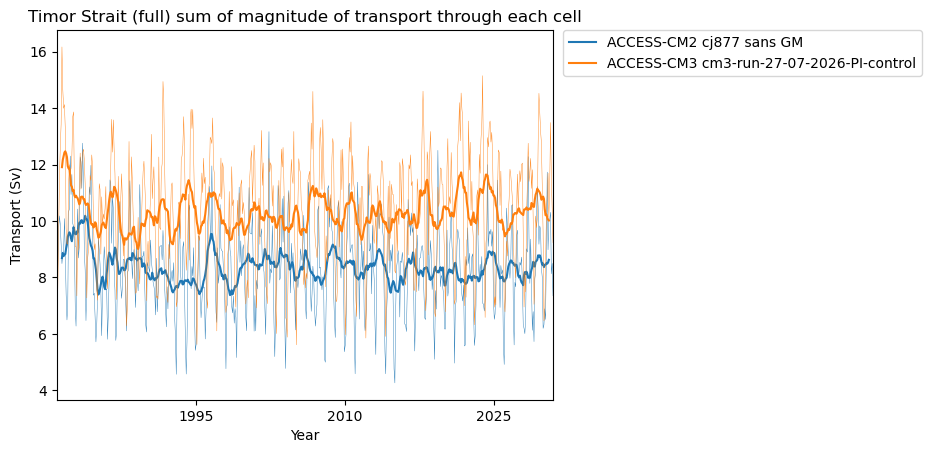 Timor Strait (full) sum of magnitude of transport through each cell
ACCESS-CM2 cj877 sans GM
ACCESS-CM3 cm3-run-27-07-2026-PI-control
Transport (Sv)
16
14
12
10
8
6
4
1995
2010
2025
Year